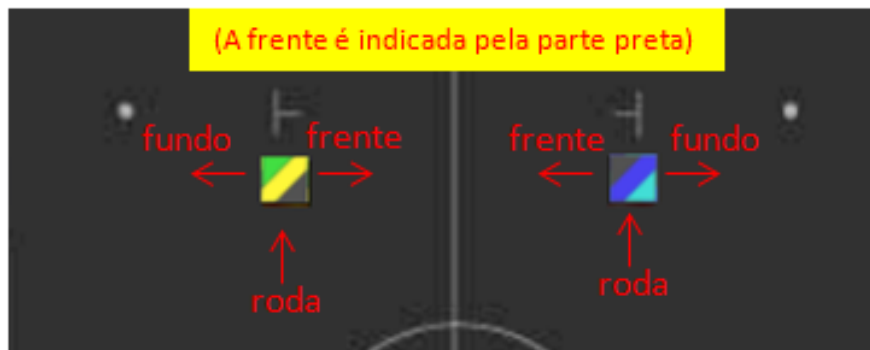 (A frente é indicada pela parte preta)
fundo frente frente fundo
roda roda